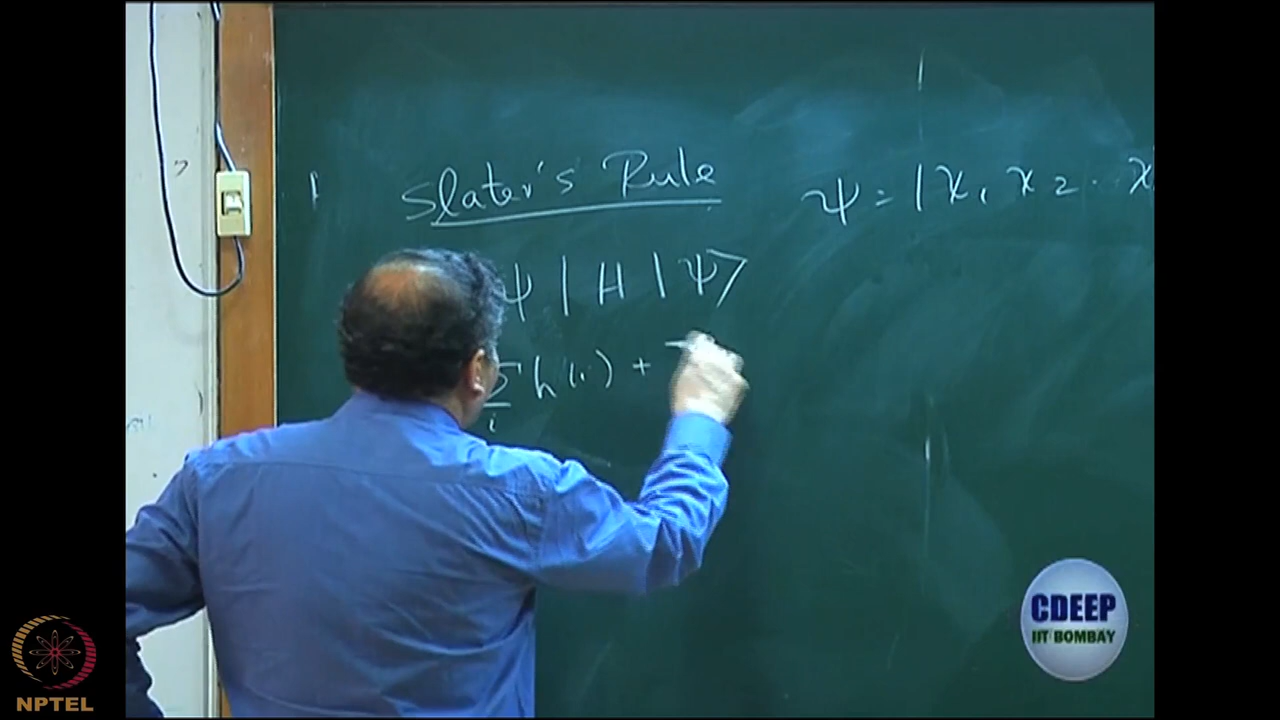 Slater's Rule
ψ = |χ₁ χ₂ .. χ
ψ | H | ψ>
Σ h(i) +
i
CDEEP
IIT BOMBAY
NPTEL